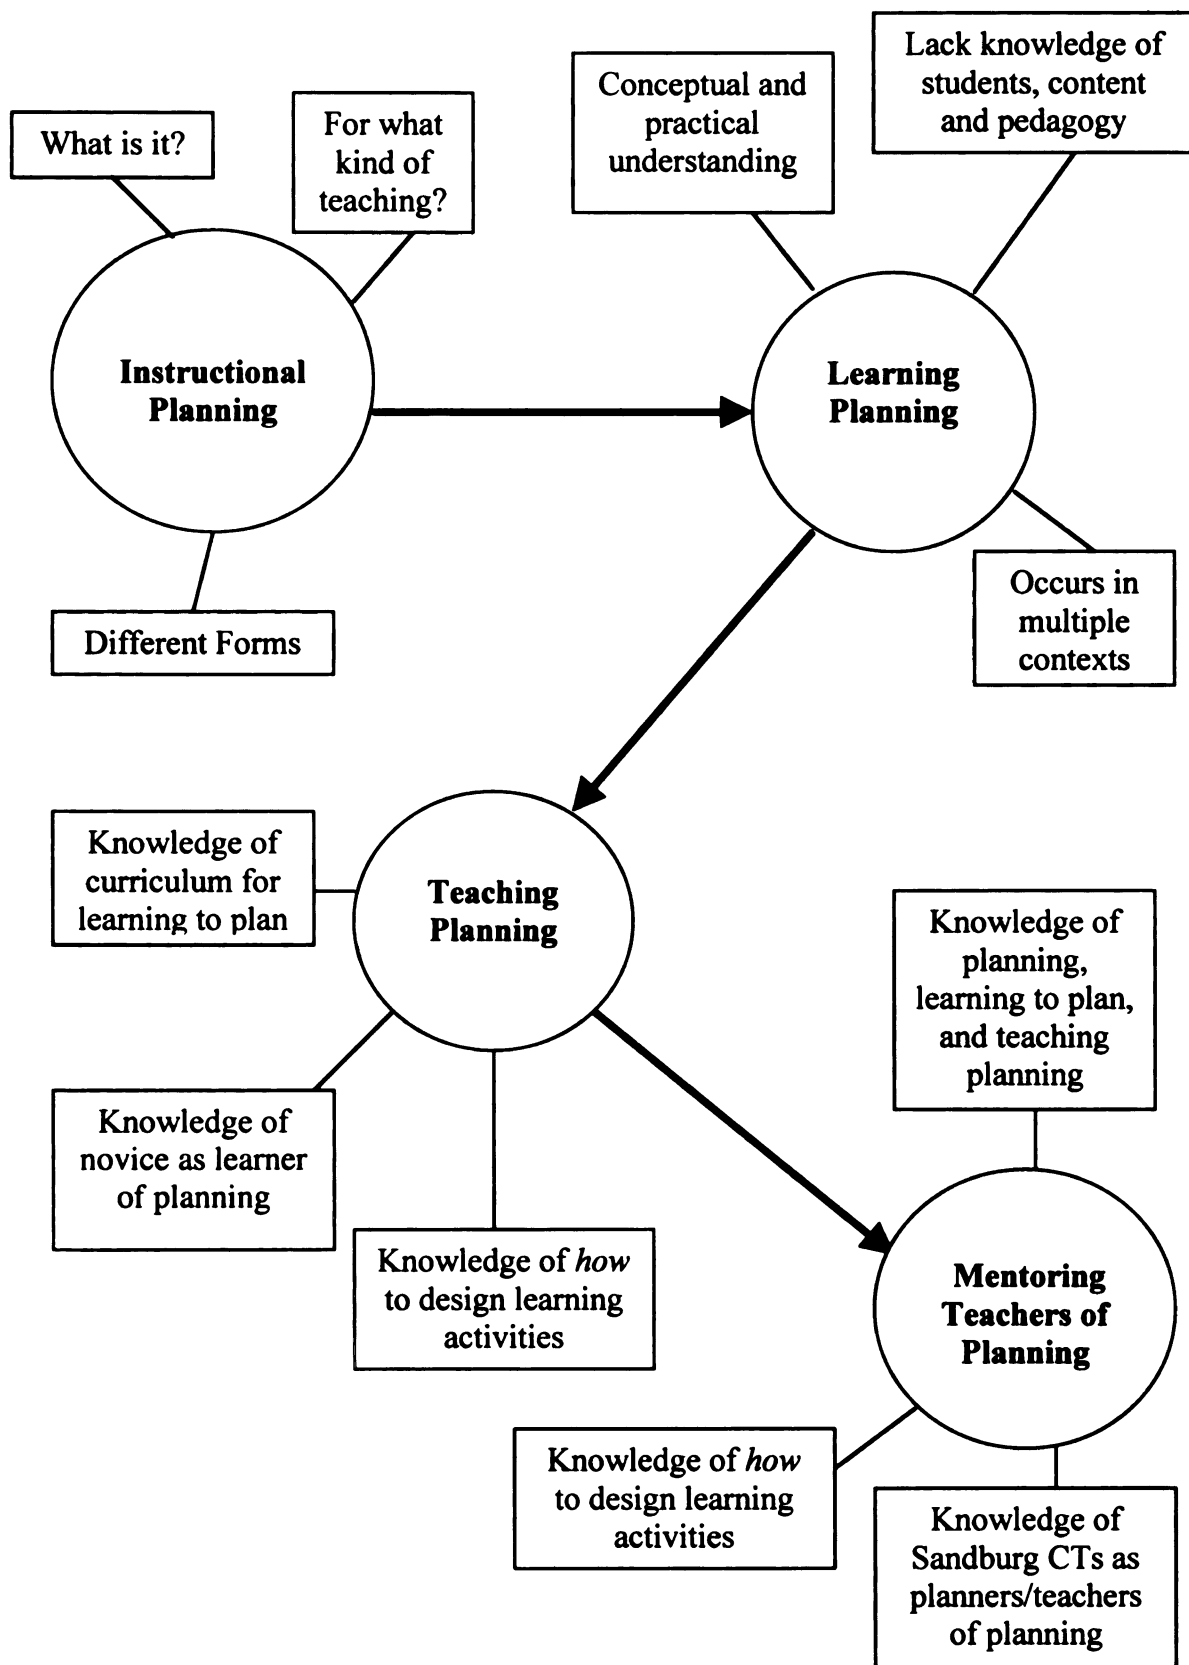 What is it?
For what
kind of
teaching?
Instructional
Planning
Different Forms
Conceptual and
practical
understanding
Lack knowledge of
students, content
and pedagogy
Learning
Planning
Occurs in
multiple
contexts
Knowledge of
curriculum for
learning to plan
Teaching
Planning
Knowledge of
novice as learner
of planning
Knowledge of how
to design learning
activities
Knowledge of
planning,
learning to plan,
and teaching
planning
Mentoring
Teachers of
Planning
Knowledge of how
to design learning
activities
Knowledge of
Sandburg CTs as
planners/teachers
of planning